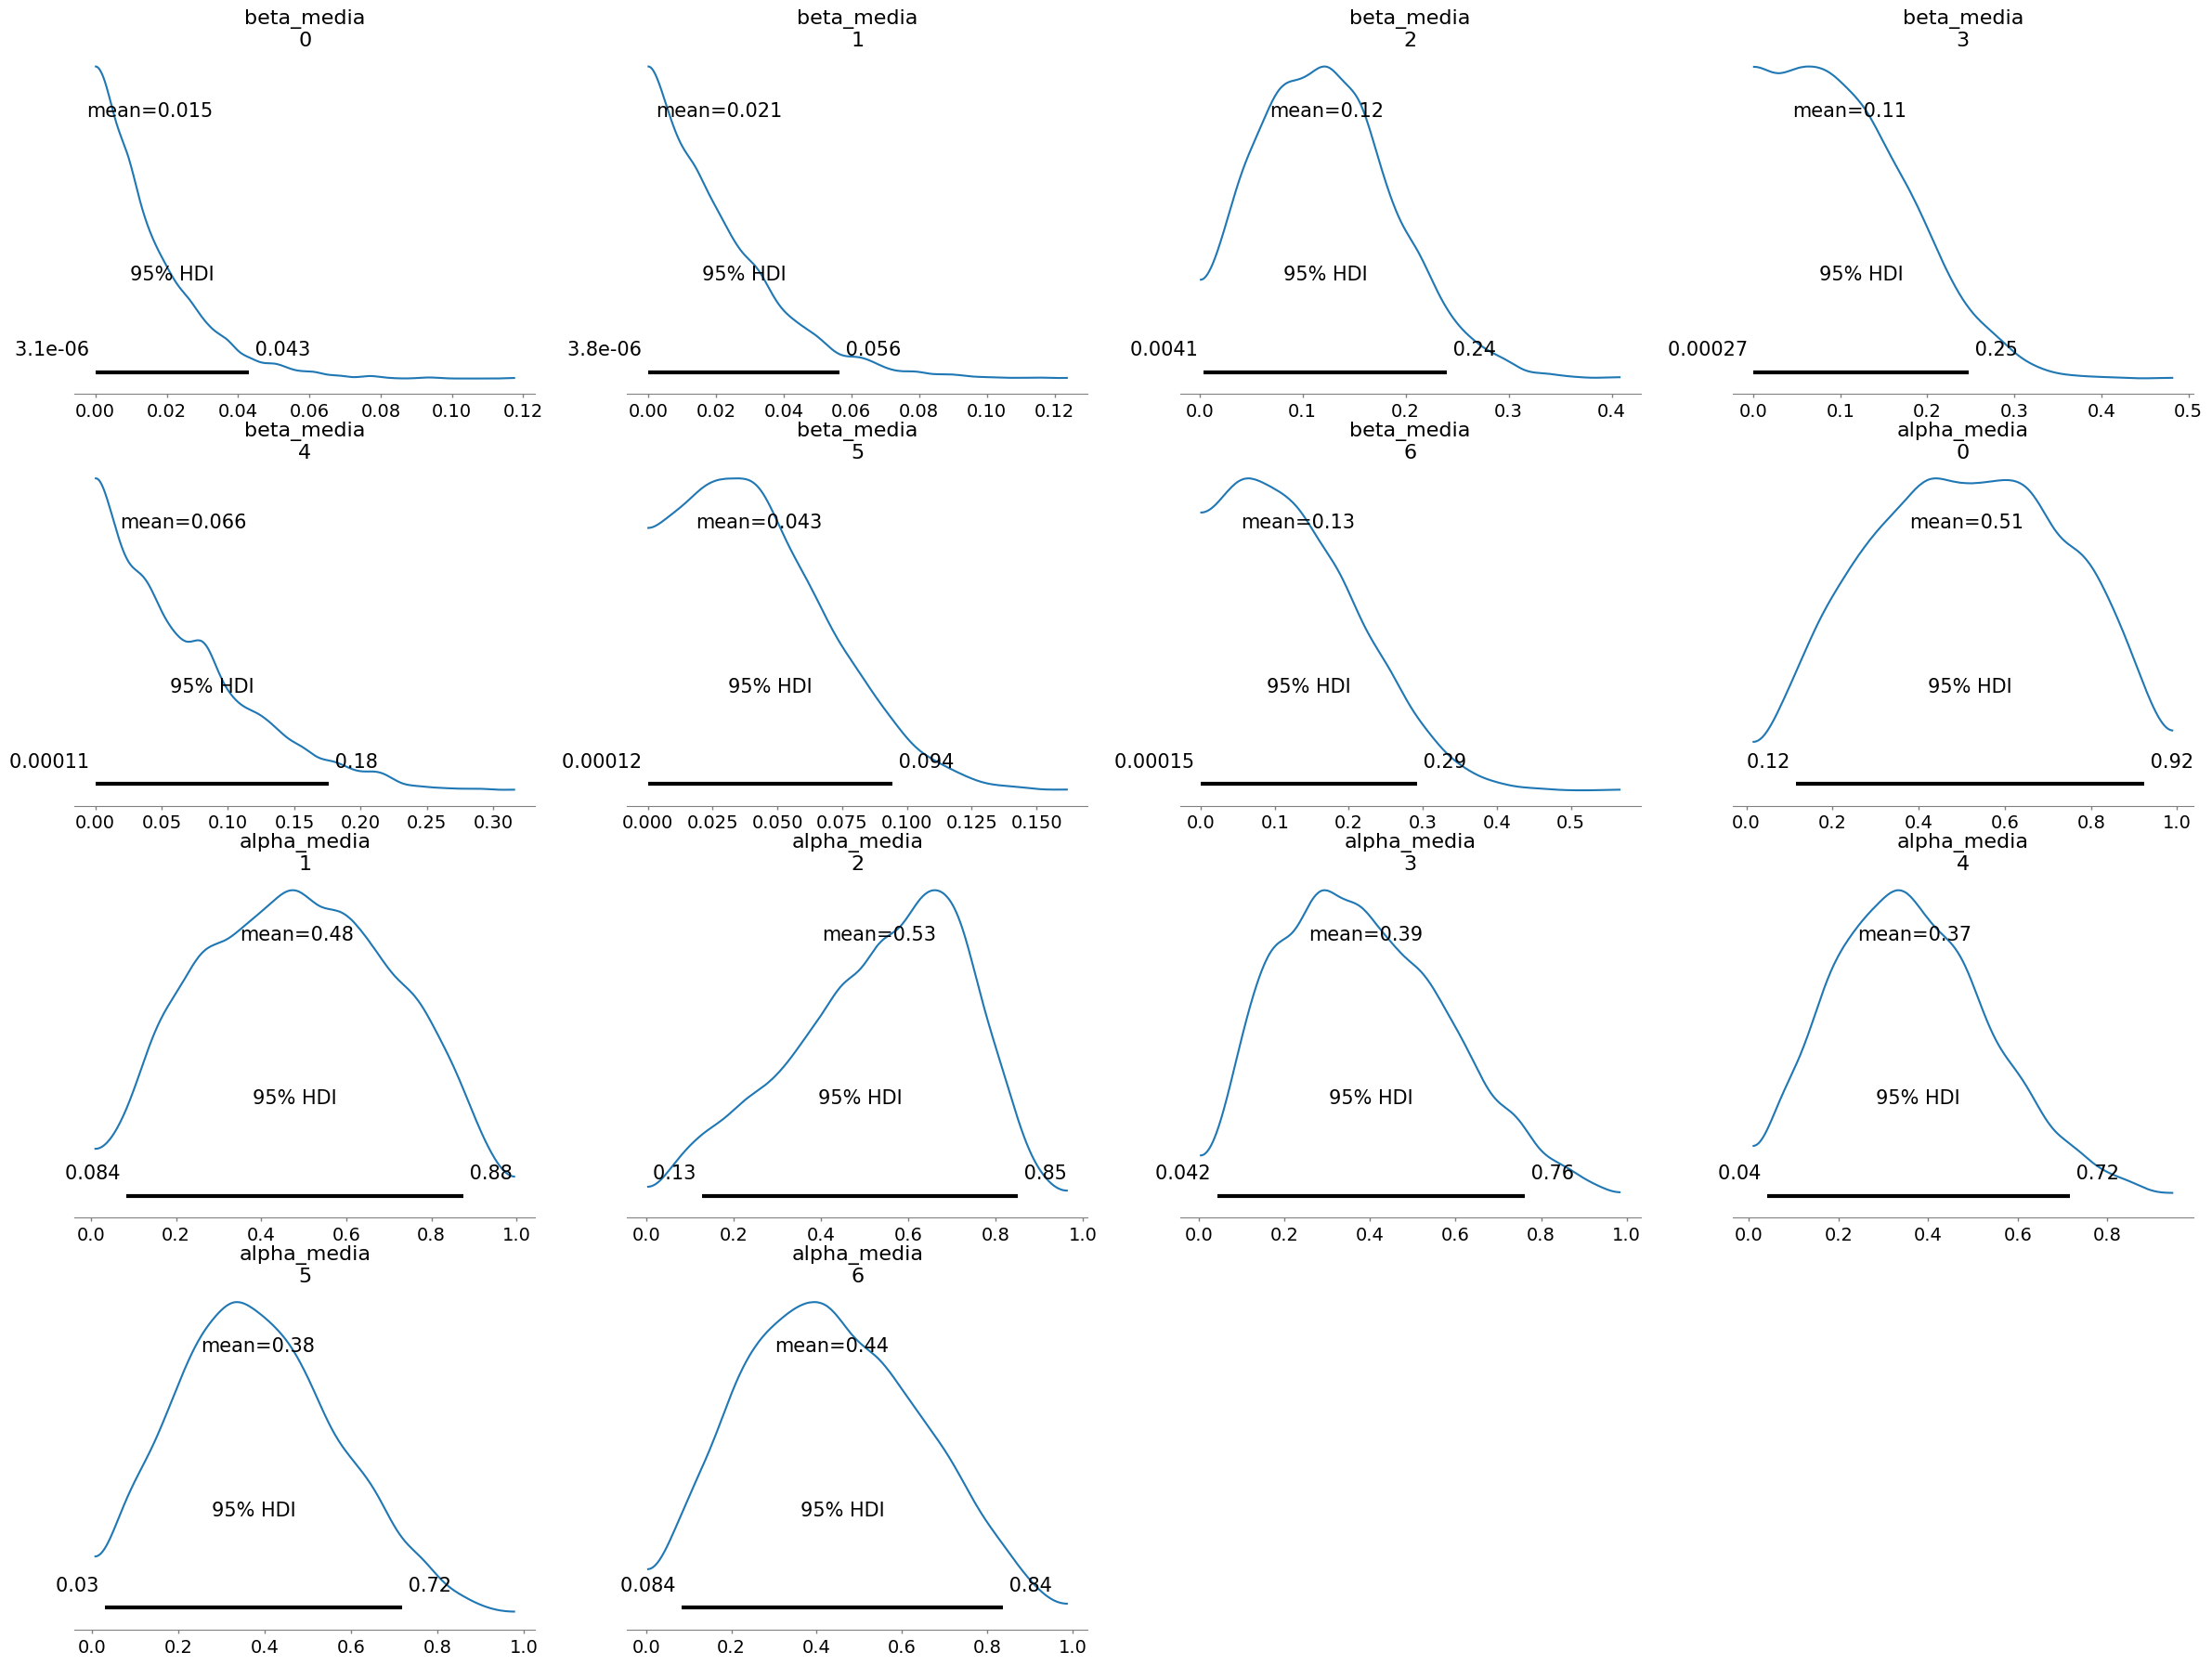 beta_media
0
mean=0.015
95% HDI
3.1e-06
0.043
0.00 0.02 0.04 0.06 0.08 0.10 0.12
beta_media
1
mean=0.021
95% HDI
3.8e-06
0.056
0.00 0.02 0.04 0.06 0.08 0.10 0.12
beta_media
2
mean=0.12
95% HDI
0.0041
0.24
0.0 0.1 0.2 0.3 0.4
beta_media
3
mean=0.11
95% HDI
0.00027
0.25
0.0 0.1 0.2 0.3 0.4 0.5
beta_media
4
mean=0.066
95% HDI
0.00011
0.18
0.00 0.05 0.10 0.15 0.20 0.25 0.30
beta_media
5
mean=0.043
95% HDI
0.00012
0.094
0.000 0.025 0.050 0.075 0.100 0.125 0.150
beta_media
6
mean=0.13
95% HDI
0.00015
0.29
0.0 0.1 0.2 0.3 0.4 0.5
alpha_media
0
mean=0.51
95% HDI
0.12
0.92
0.0 0.2 0.4 0.6 0.8 1.0
alpha_media
1
mean=0.48
95% HDI
0.084
0.88
0.0 0.2 0.4 0.6 0.8 1.0
alpha_media
2
mean=0.53
95% HDI
0.13
0.85
0.0 0.2 0.4 0.6 0.8 1.0
alpha_media
3
mean=0.39
95% HDI
0.042
0.76
0.0 0.2 0.4 0.6 0.8 1.0
alpha_media
4
mean=0.37
95% HDI
0.04
0.72
0.0 0.2 0.4 0.6 0.8
alpha_media
5
mean=0.38
95% HDI
0.03
0.72
0.0 0.2 0.4 0.6 0.8 1.0
alpha_media
6
mean=0.44
95% HDI
0.084
0.84
0.0 0.2 0.4 0.6 0.8 1.0